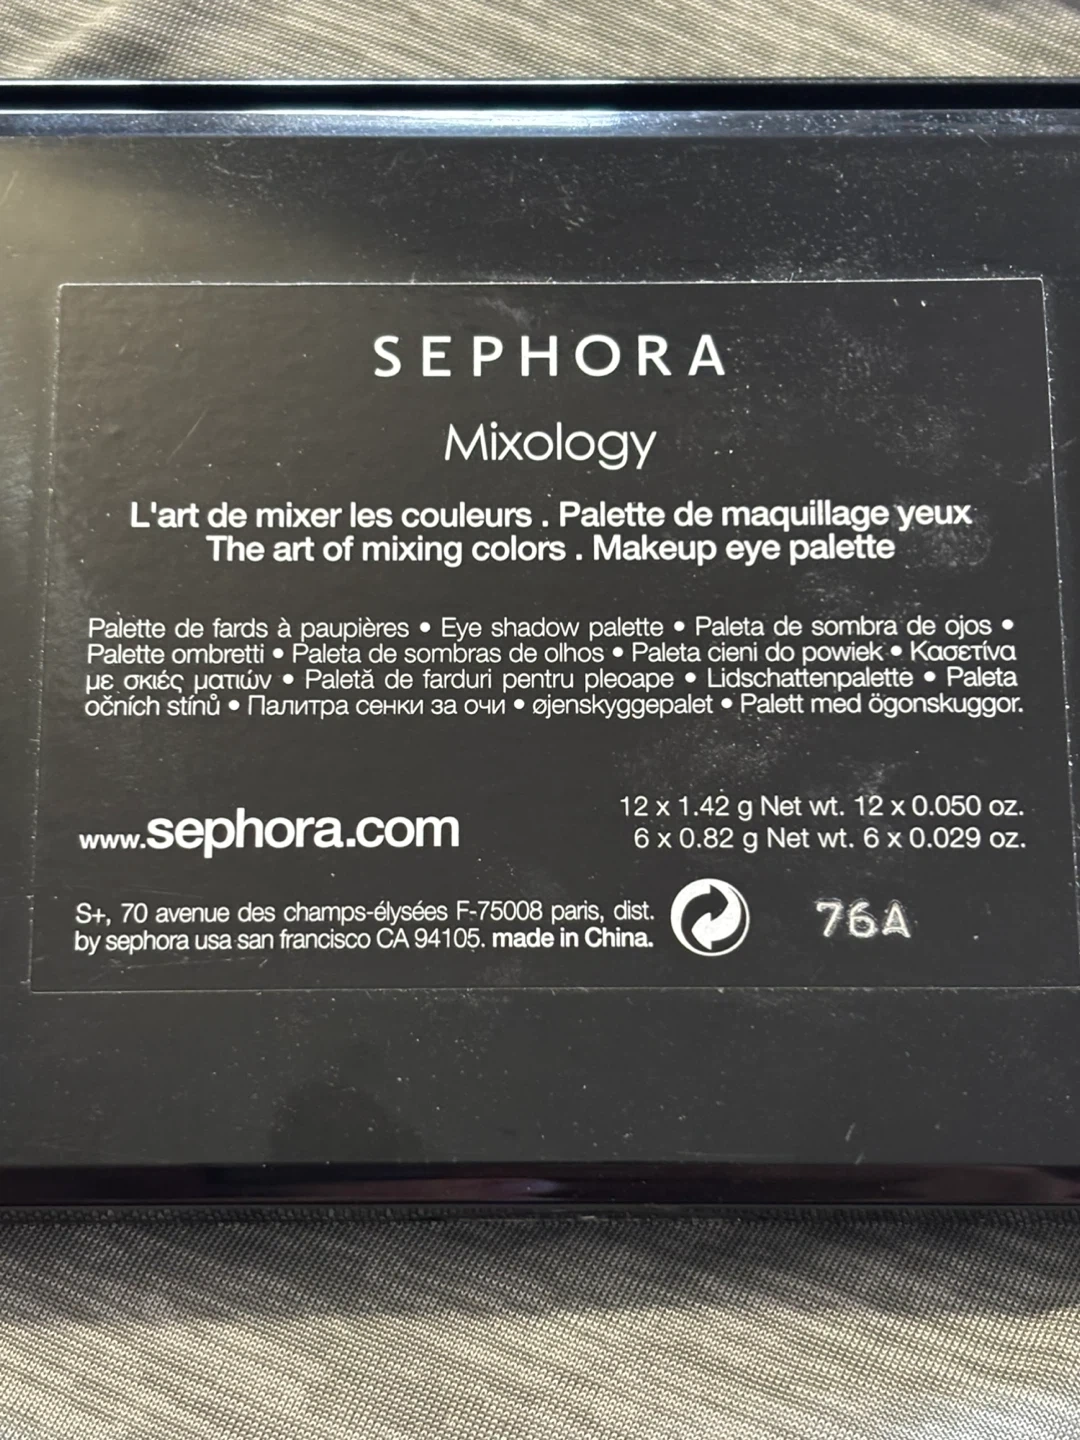 SEPHORA
Mixology
L'art de mixer les couleurs . Palette de maquillage yeux
The art of mixing colors . Makeup eye palette
Palette de fards à paupières • Eye shadow palette • Paleta de sombra de ojos •
Palette ombretti • Paleta de sombras de olhos • Paleta cieni do powiek • Κασετίνα
με σκιές ματιών • Paletă de farduri pentru pleoape • Lidschattenpalette • Paleta
očních stínů • Палитра сенки за очи • øjenskyggepalet • Palett med ögonskuggor.
www.sephora.com
12 x 1.42 g Net wt. 12 x 0.050 oz.
6 x 0.82 g Net wt. 6 x 0.029 oz.
S+, 70 avenue des champs-élysées F-75008 paris, dist.
by sephora usa san francisco CA 94105. made in China.
76A